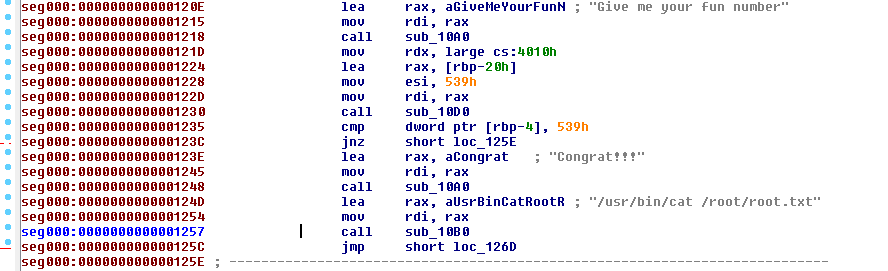 seg000:000000000000120E lea rax, aGiveMeYourFunN ; "Give me your fun number"
seg000:0000000000001215 mov rdi, rax
seg000:0000000000001218 call sub_10A0
seg000:000000000000121D mov rdx, large cs:4010h
seg000:0000000000001224 lea rax, [rbp-20h]
seg000:0000000000001228 mov esi, 539h
seg000:000000000000122D mov rdi, rax
seg000:0000000000001230 call sub_10D0
seg000:0000000000001235 cmp dword ptr [rbp-4], 539h
seg000:000000000000123C jnz short loc_125E
seg000:000000000000123E lea rax, aCongrat ; "Congrat!!!"
seg000:0000000000001245 mov rdi, rax
seg000:0000000000001248 call sub_10A0
seg000:000000000000124D lea rax, aUsrBinCatRootR ; "/usr/bin/cat /root/root.txt"
seg000:0000000000001254 mov rdi, rax
seg000:0000000000001257 call sub_10B0
seg000:000000000000125C jmp short loc_126D
seg000:000000000000125E ; ---------------------------------------------------------------------------